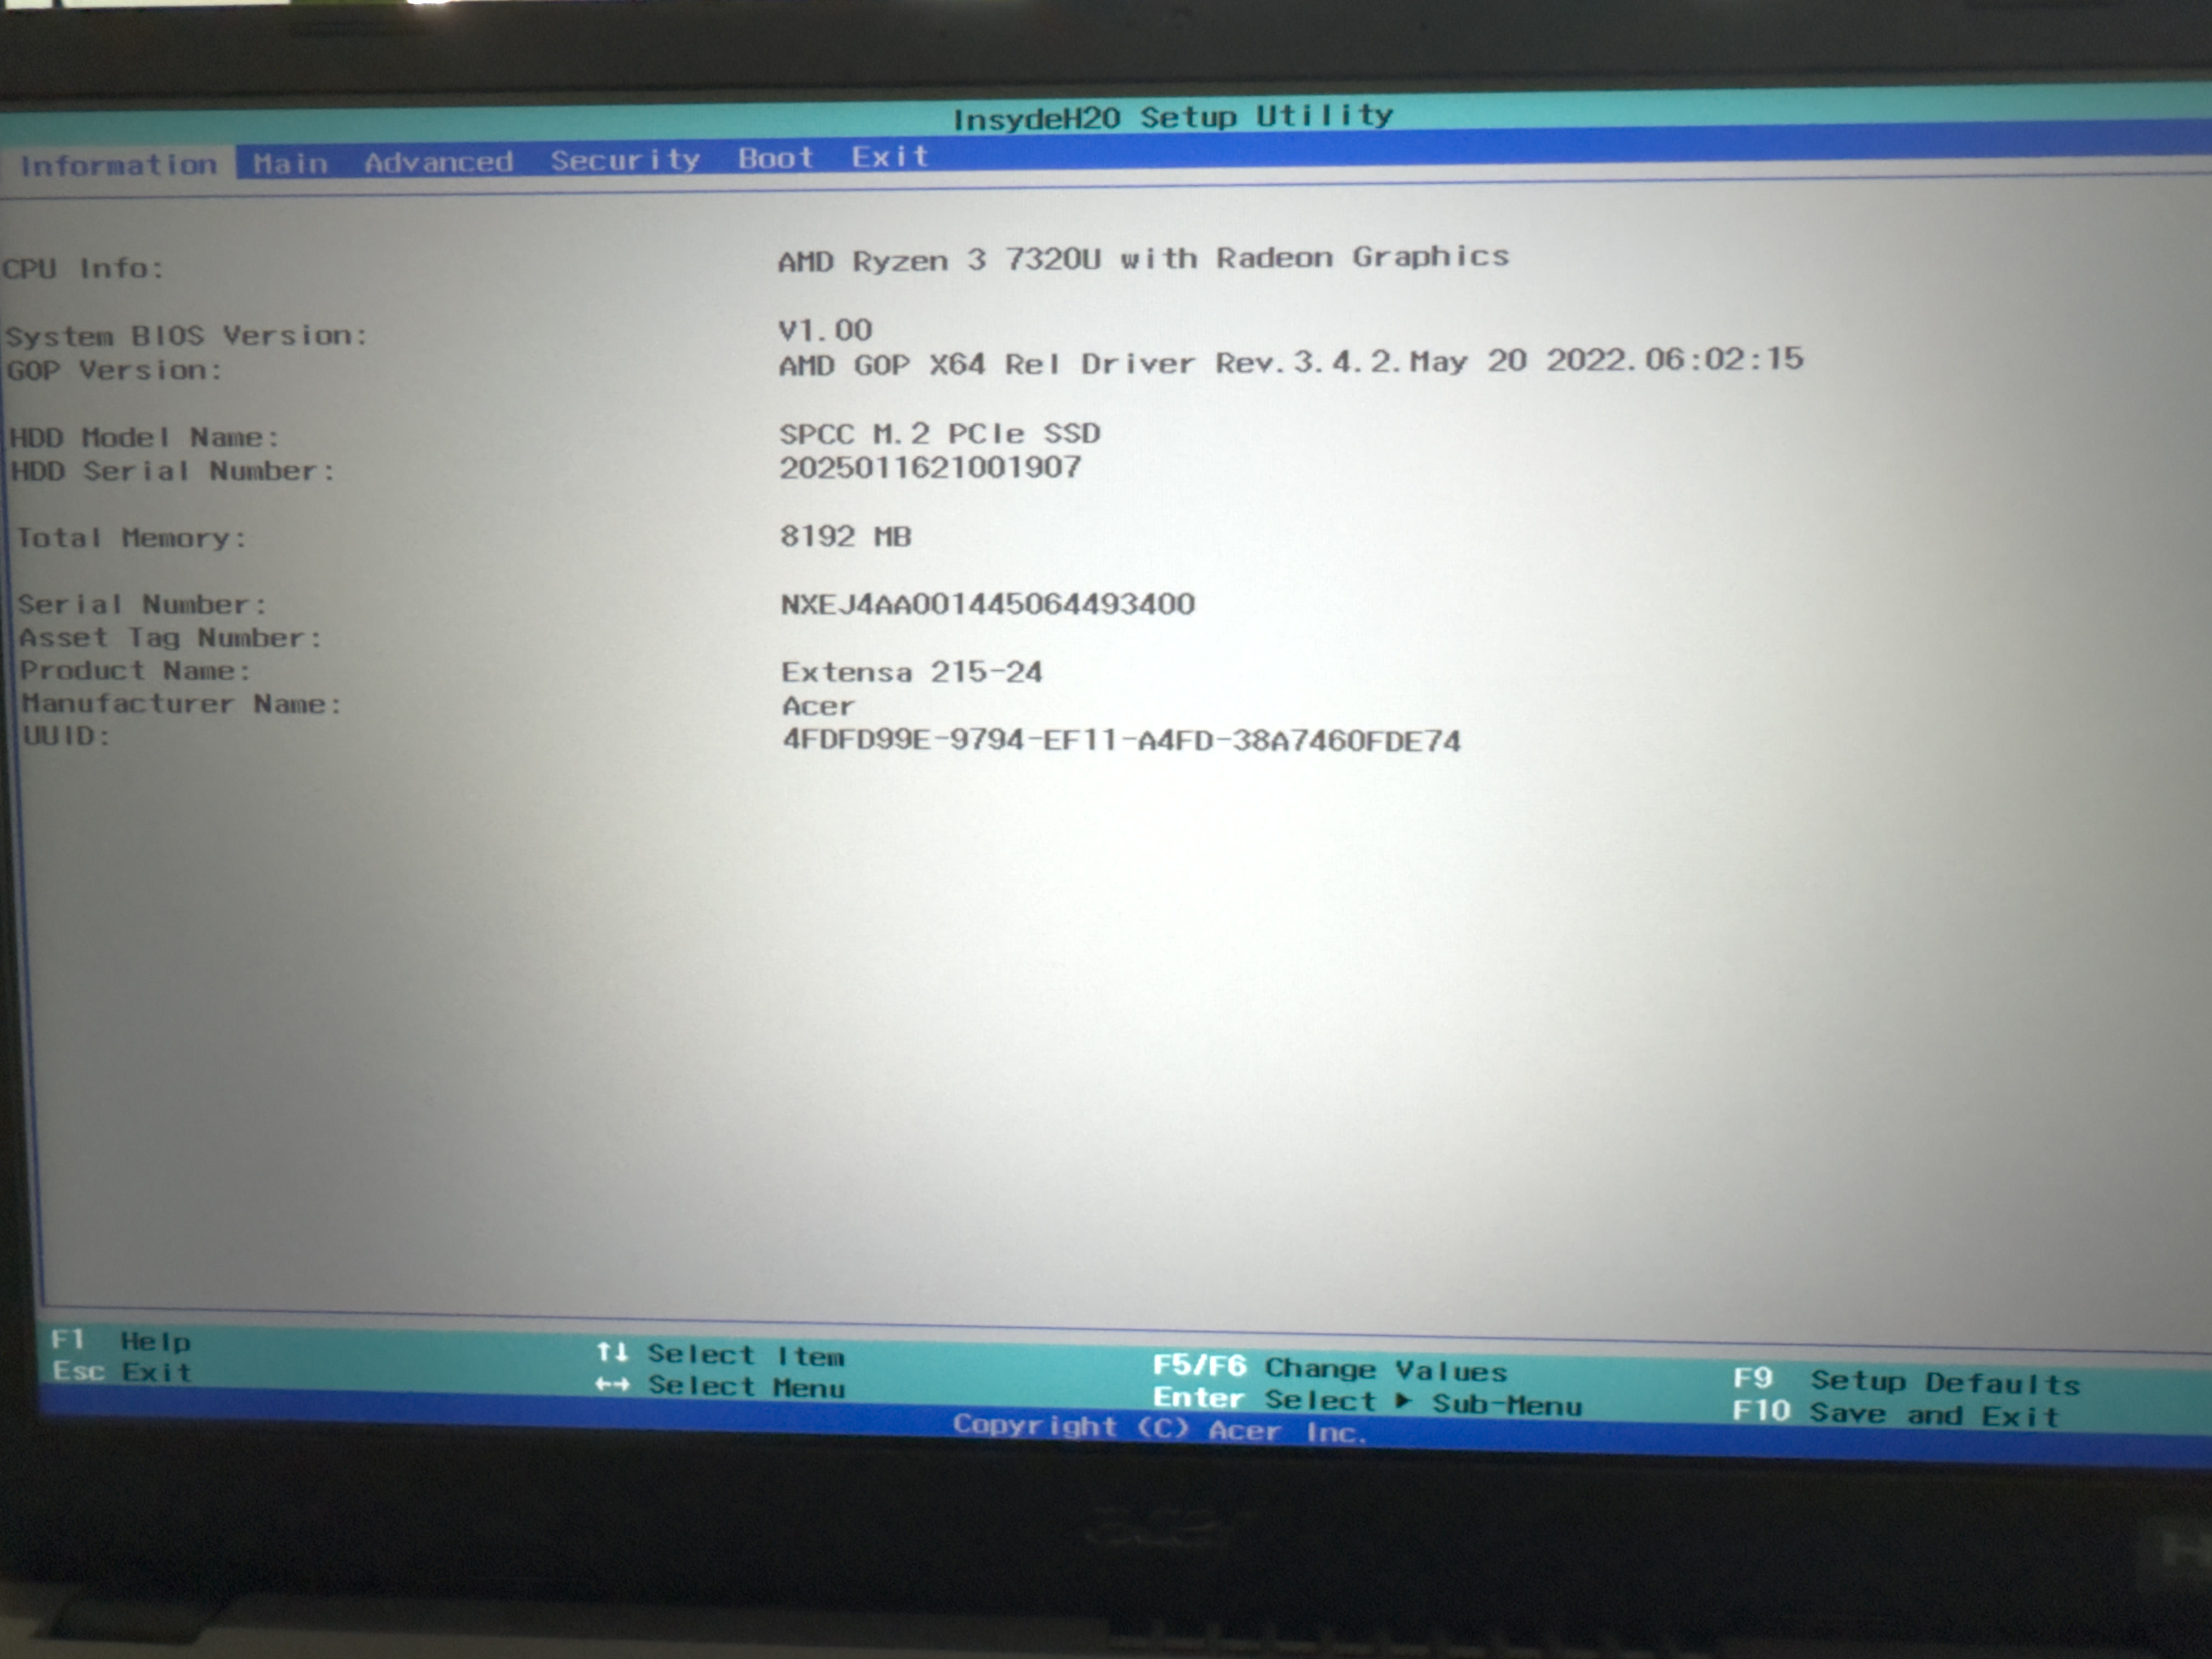 InsydeH20 Setup Utility
Information Main Advanced Security Boot Exit
CPU Info: AMD Ryzen 3 7320U with Radeon Graphics
System BIOS Version: V1.00
GOP Version: AMD GOP X64 Rel Driver Rev.3.4.2.May 20 2022.06:02:15
HDD Model Name: SPCC M.2 PCIe SSD
HDD Serial Number: 2025011621001907
Total Memory: 8192 MB
Serial Number: NXEJ4AA001445064493400
Asset Tag Number:
Product Name: Extensa 215-24
Manufacturer Name: Acer
UUID: 4FDFD99E-9794-EF11-A4FD-38A7460FDE74
F1 Help ↑↓ Select Item F5/F6 Change Values F9 Setup Defaults
Esc Exit ←→ Select Menu Enter Select ▶ Sub-Menu F10 Save and Exit
Copyright (C) Acer Inc.
acer